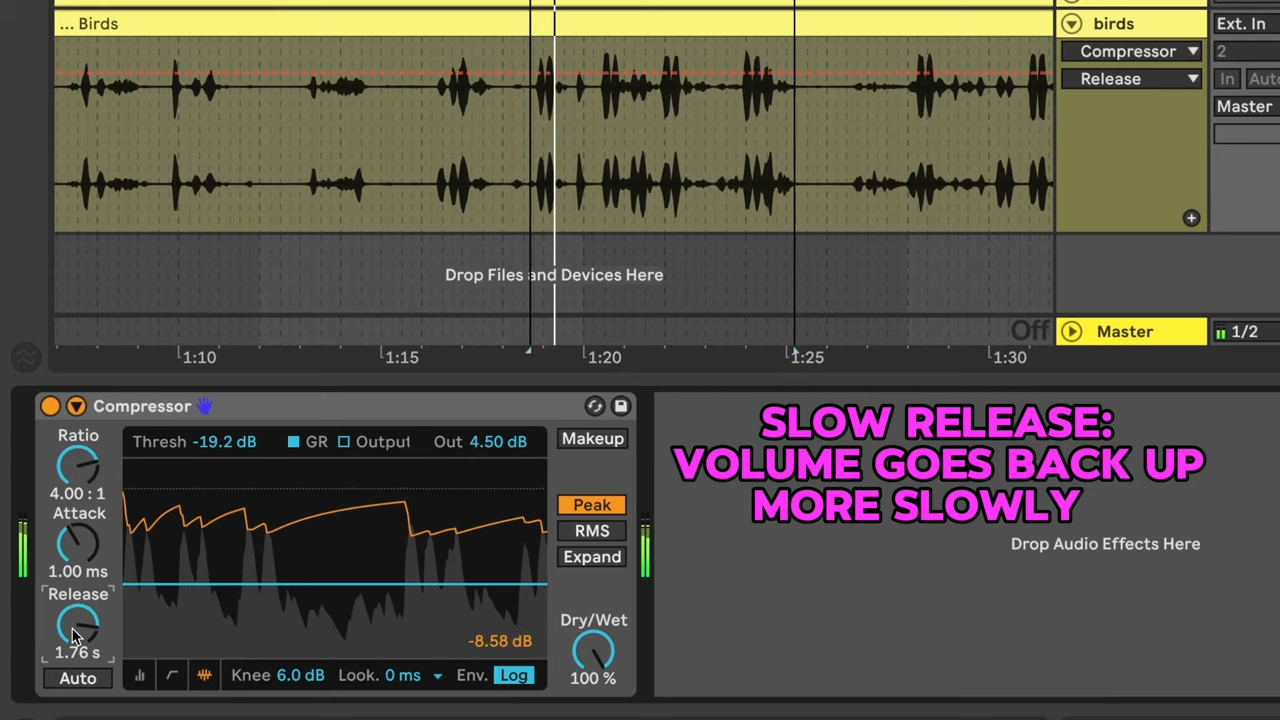 ... Birds
birds
Ext. In
Compressor
2
Release
In Auto
Master
Drop Files and Devices Here
Off
Master
1/2
1:10
1:15
1:20
1:25
1:30
Compressor
Ratio
4.00 : 1
Attack
1.00 ms
Release
1.76 s
Auto
Thresh -19.2 dB
GR
Output
Out 4.50 dB
-8.58 dB
Knee 6.0 dB
Look. 0 ms
Env. Log
Makeup
Peak
RMS
Expand
Dry/Wet
100 %
SLOW RELEASE:
VOLUME GOES BACK UP
MORE SLOWLY
Drop Audio Effects Here